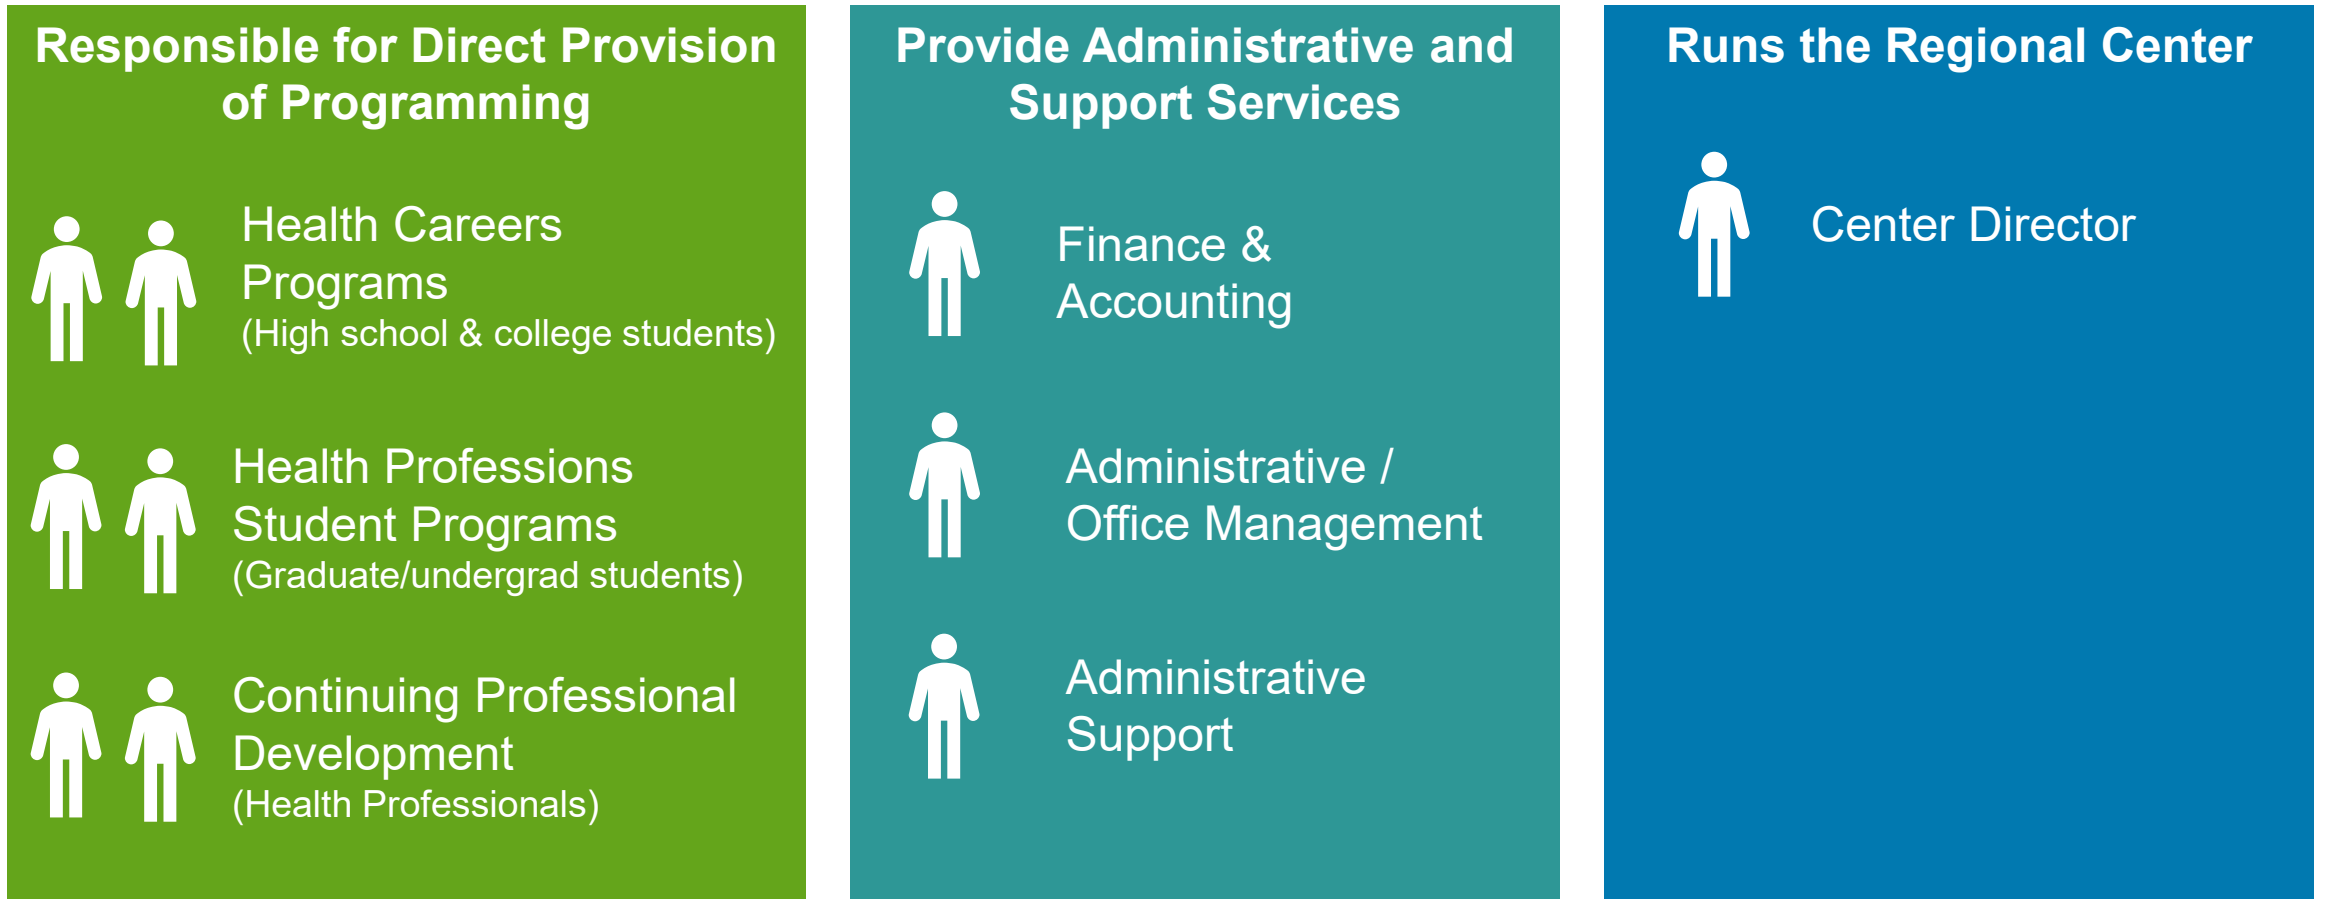 Responsible for Direct Provision
of Programming
Health Careers
Programs
(High school & college students)
Health Professions
Student Programs
(Graduate/undergrad students)
Continuing Professional
Development
(Health Professionals)
Provide Administrative and
Support Services
Finance &
Accounting
Administrative /
Office Management
Administrative
Support
Runs the Regional Center
Center Director